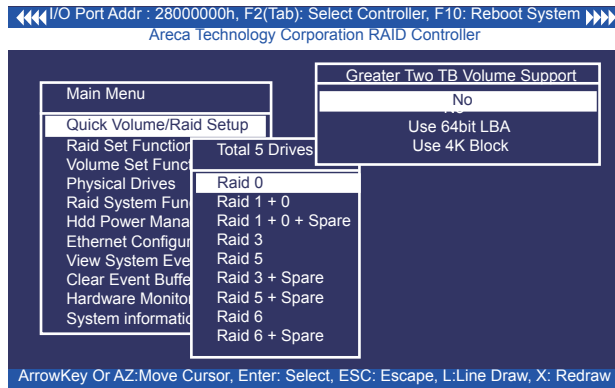 I/O Port Addr : 28000000h, F2(Tab): Select Controller, F10: Reboot System
Areca Technology Corporation RAID Controller
Main Menu
Quick Volume/Raid Setup
Raid Set Function
Volume Set Funct
Physical Drives
Raid System Fun
Hdd Power Mana
Ethernet Configur
View System Eve
Clear Event Buffe
Hardware Monitor
System informatio
Total 5 Drives
Raid 0
Raid 1 + 0
Raid 1 + 0 + Spare
Raid 3
Raid 5
Raid 3 + Spare
Raid 5 + Spare
Raid 6
Raid 6 + Spare
Greater Two TB Volume Support
No
Use 64bit LBA
Use 4K Block
ArrowKey Or AZ:Move Cursor, Enter: Select, ESC: Escape, L:Line Draw, X: Redraw